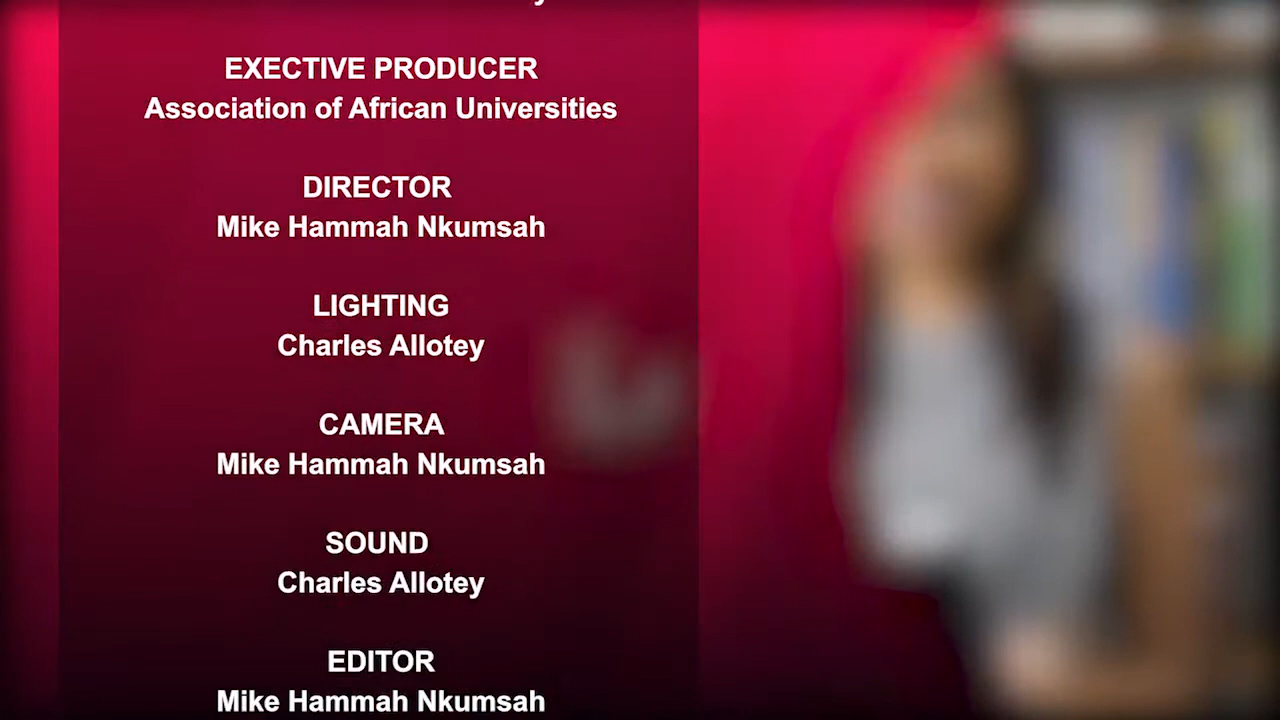 EXECTIVE PRODUCER
Association of African Universities
DIRECTOR
Mike Hammah Nkumsah
LIGHTING
Charles Allotey
CAMERA
Mike Hammah Nkumsah
SOUND
Charles Allotey
EDITOR
Mike Hammah Nkumsah